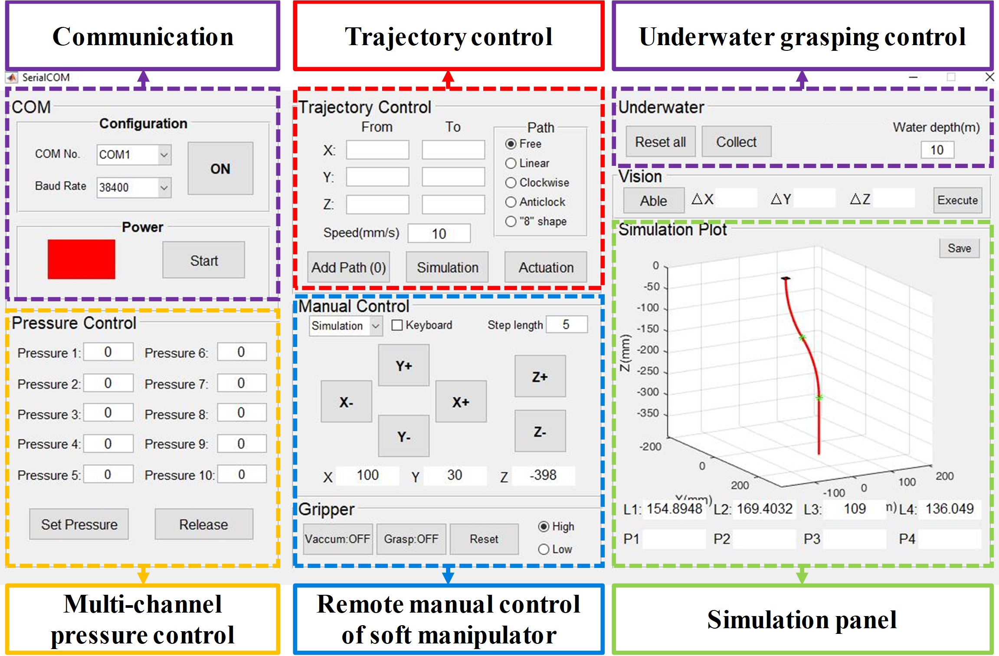 Communication
Trajectory control
Underwater grasping control
SerialCOM
COM
Configuration
COM No.
COM1
ON
Baud Rate
38400
Power
Start
Trajectory Control
From
To
X:
Y:
Z:
Path
Free
Linear
Clockwise
Anticlock
"8" shape
Speed(mm/s)
10
Add Path (0)
Simulation
Actuation
Underwater
Reset all
Collect
Water depth(m)
10
Vision
Able
△X
△Y
△Z
Execute
Pressure Control
Pressure 1: 0
Pressure 6: 0
Pressure 2: 0
Pressure 7: 0
Pressure 3: 0
Pressure 8: 0
Pressure 4: 0
Pressure 9: 0
Pressure 5: 0
Pressure 10: 0
Set Pressure
Release
Manual Control
Simulation
Keyboard
Step length 5
Y+
X-
X+
Y-
Z+
Z-
X 100
Y 30
Z -398
Gripper
Vaccum:OFF
Grasp:OFF
Reset
High
Low
Simulation Plot
Save
0
-50
-100
-150
-200
-250
-300
-350
Z(mm)
-200
0
200
-100
0
100
200
L1: 154.8948
L2: 169.4032
L3: 109
n)
L4: 136.049
P1
P2
P3
P4
Multi-channel
pressure control
Remote manual control
of soft manipulator
Simulation panel